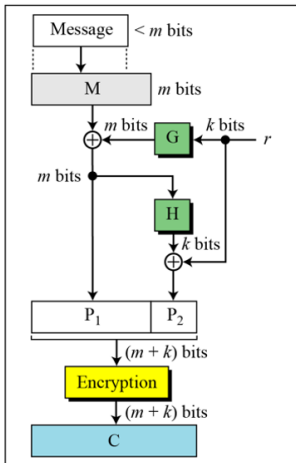 Message < m bits
M m bits
m bits G k bits r
m bits
H
k bits
P1 P2
(m + k) bits
Encryption
(m + k) bits
C